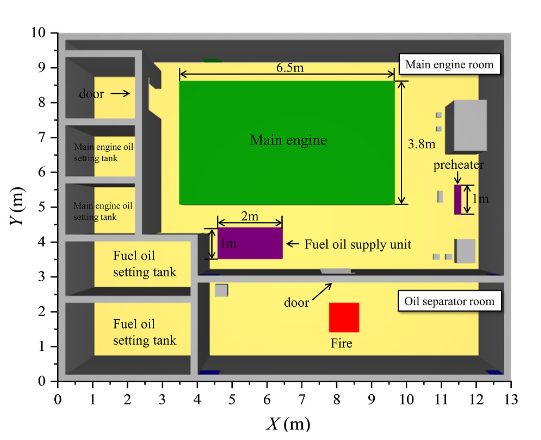 10
9
8
7
6
5
4
3
2
1
0
Y (m)
0 1 2 3 4 5 6 7 8 9 10 11 12 13
X (m)
Main engine room
6.5m
door
Main engine
3.8m
Main engine oil
setting tank
preheater
1m
Main engine oil
setting tank
2m
1m
Fuel oil supply unit
Fuel oil
setting tank
door
Oil separator room
Fuel oil
setting tank
Fire